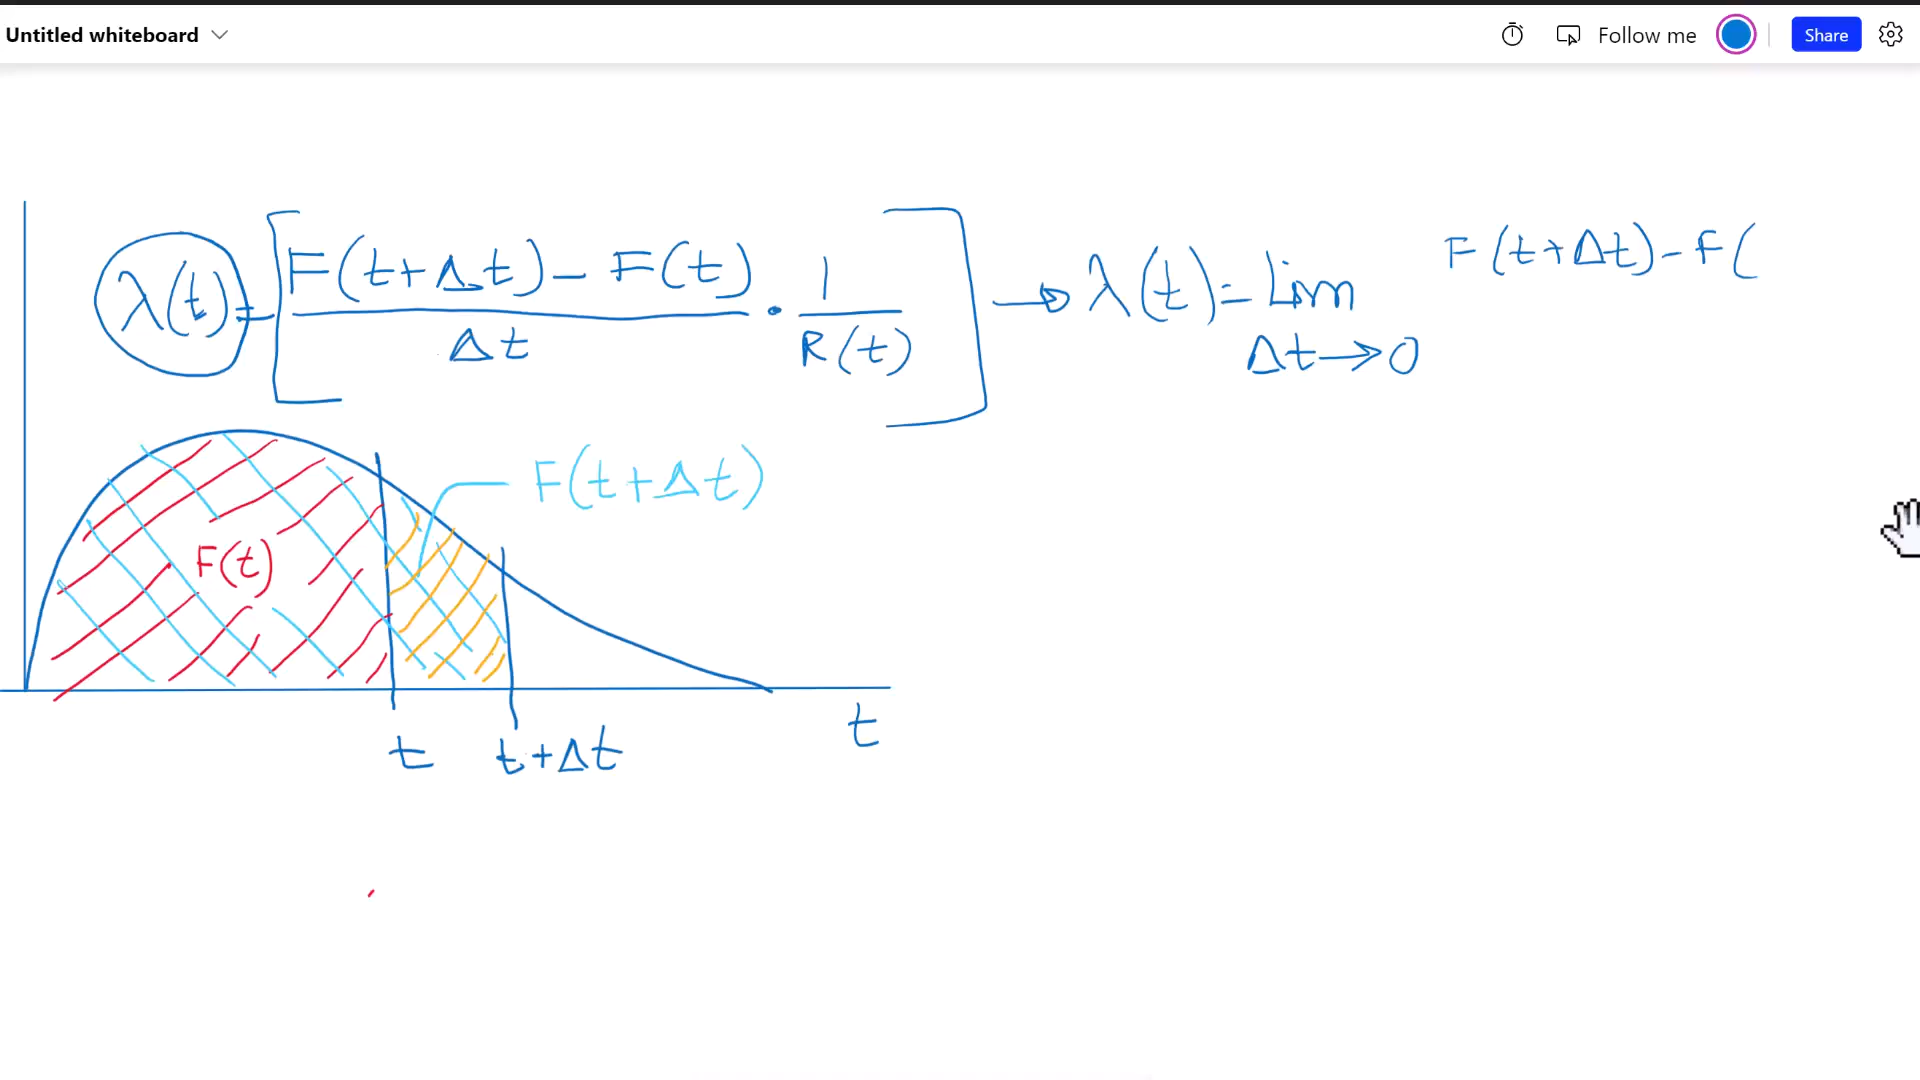 Untitled whiteboard
Follow me
Share
λ(t) = [ F(t+Δt) - F(t) / Δt · 1 / R(t) ] → λ(t) = Lim Δt→0 F(t+Δt) - F(
F(t+Δt)
F(t)
t
t t+Δt